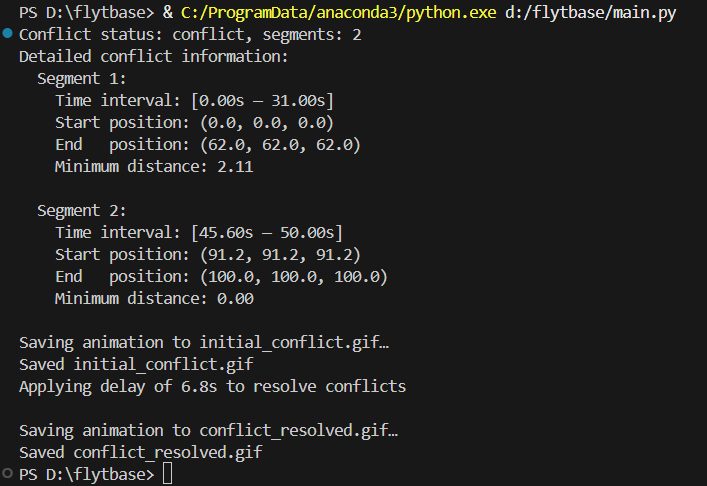 PS D:\flytbase> & C:/ProgramData/anaconda3/python.exe d:/flytbase/main.py
Conflict status: conflict, segments: 2
Detailed conflict information:
  Segment 1:
    Time interval: [0.00s — 31.00s]
    Start position: (0.0, 0.0, 0.0)
    End   position: (62.0, 62.0, 62.0)
    Minimum distance: 2.11

  Segment 2:
    Time interval: [45.60s — 50.00s]
    Start position: (91.2, 91.2, 91.2)
    End   position: (100.0, 100.0, 100.0)
    Minimum distance: 0.00

Saving animation to initial_conflict.gif…
Saved initial_conflict.gif
Applying delay of 6.8s to resolve conflicts

Saving animation to conflict_resolved.gif…
Saved conflict_resolved.gif
PS D:\flytbase>